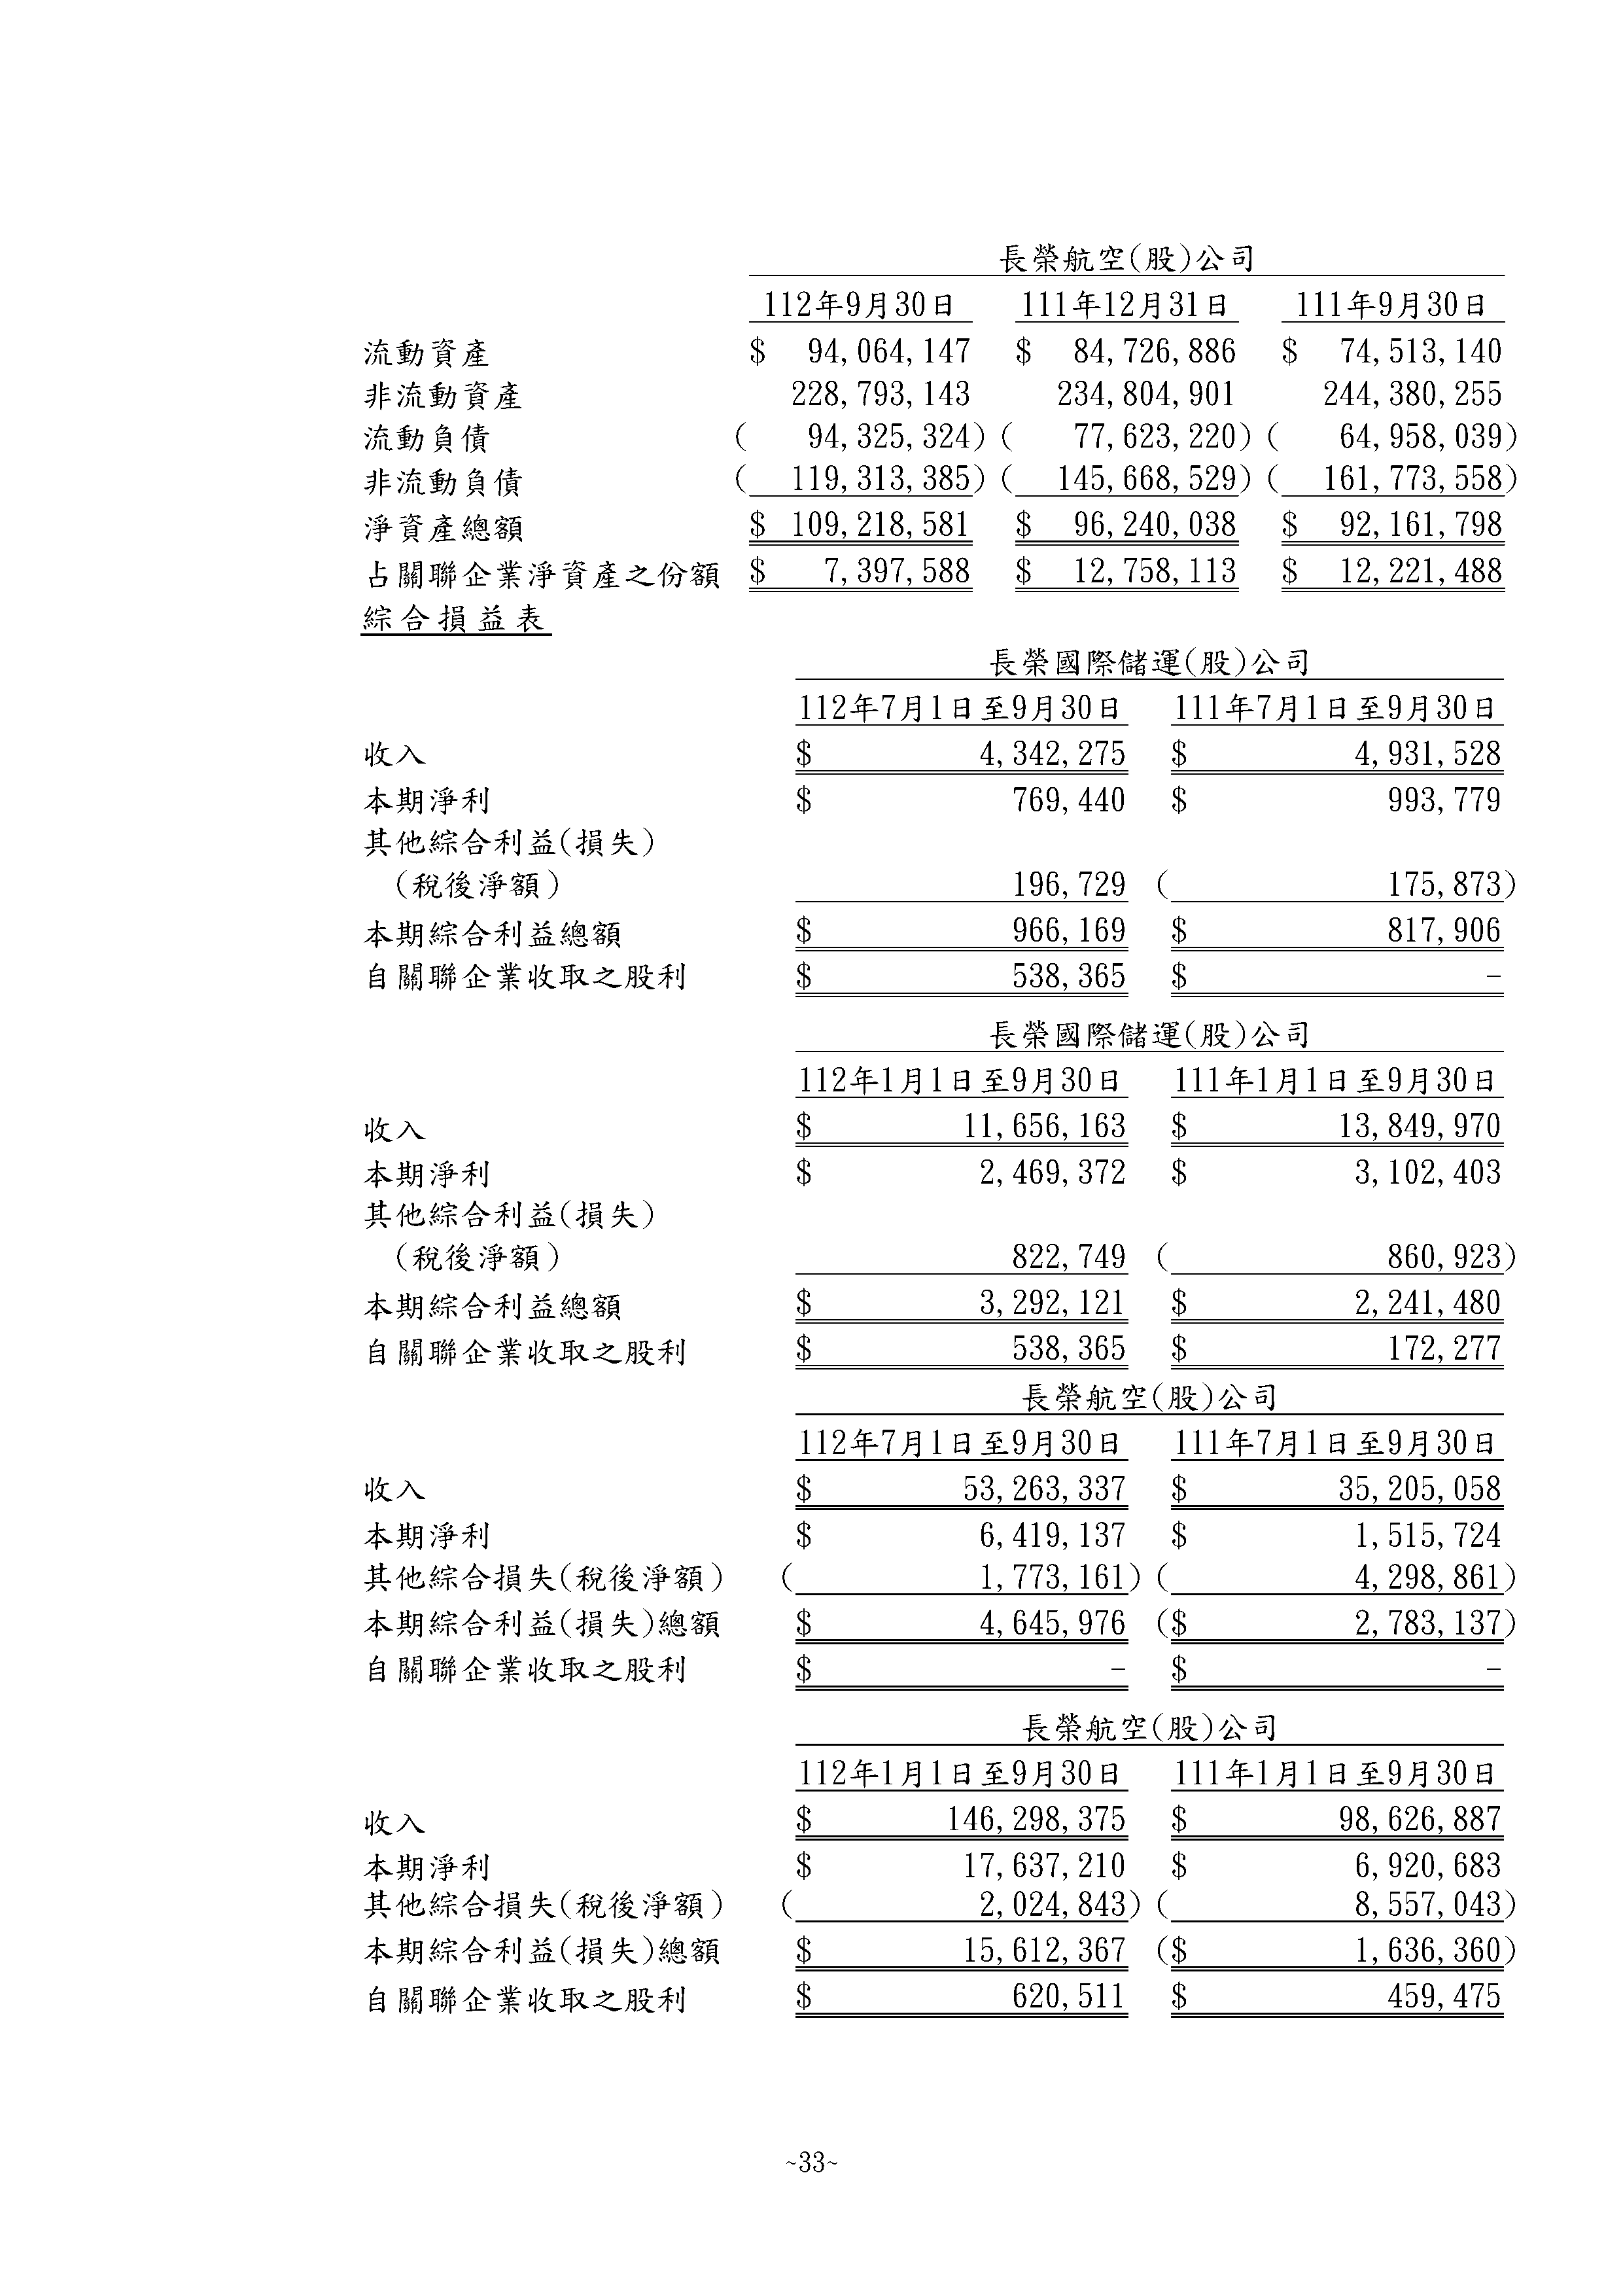 長榮航空(股)公司
112年9月30日 111年12月31日 111年9月30日
流動資產 $ 94,064,147 $ 84,726,886 $ 74,513,140
非流動資產 228,793,143 234,804,901 244,380,255
流動負債 ( 94,325,324) ( 77,623,220) ( 64,958,039)
非流動負債 ( 119,313,385) ( 145,668,529) ( 161,773,558)
淨資產總額 $ 109,218,581 $ 96,240,038 $ 92,161,798
占關聯企業淨資產之份額 $ 7,397,588 $ 12,758,113 $ 12,221,488
綜合損益表
長榮國際儲運(股)公司
112年7月1日至9月30日 111年7月1日至9月30日
收入 $ 4,342,275 $ 4,931,528
本期淨利 $ 769,440 $ 993,779
其他綜合利益(損失)
(稅後淨額) 196,729 ( 175,873)
本期綜合利益總額 $ 966,169 $ 817,906
自關聯企業收取之股利 $ 538,365 $ -
長榮國際儲運(股)公司
112年1月1日至9月30日 111年1月1日至9月30日
收入 $ 11,656,163 $ 13,849,970
本期淨利 $ 2,469,372 $ 3,102,403
其他綜合利益(損失)
(稅後淨額) 822,749 ( 860,923)
本期綜合利益總額 $ 3,292,121 $ 2,241,480
自關聯企業收取之股利 $ 538,365 $ 172,277
長榮航空(股)公司
112年7月1日至9月30日 111年7月1日至9月30日
收入 $ 53,263,337 $ 35,205,058
本期淨利 $ 6,419,137 $ 1,515,724
其他綜合損失(稅後淨額) ( 1,773,161) ( 4,298,861)
本期綜合利益(損失)總額 $ 4,645,976 ($ 2,783,137)
自關聯企業收取之股利 $ - $ -
長榮航空(股)公司
112年1月1日至9月30日 111年1月1日至9月30日
收入 $ 146,298,375 $ 98,626,887
本期淨利 $ 17,637,210 $ 6,920,683
其他綜合損失(稅後淨額) ( 2,024,843) ( 8,557,043)
本期綜合利益(損失)總額 $ 15,612,367 ($ 1,636,360)
自關聯企業收取之股利 $ 620,511 $ 459,475
~33~